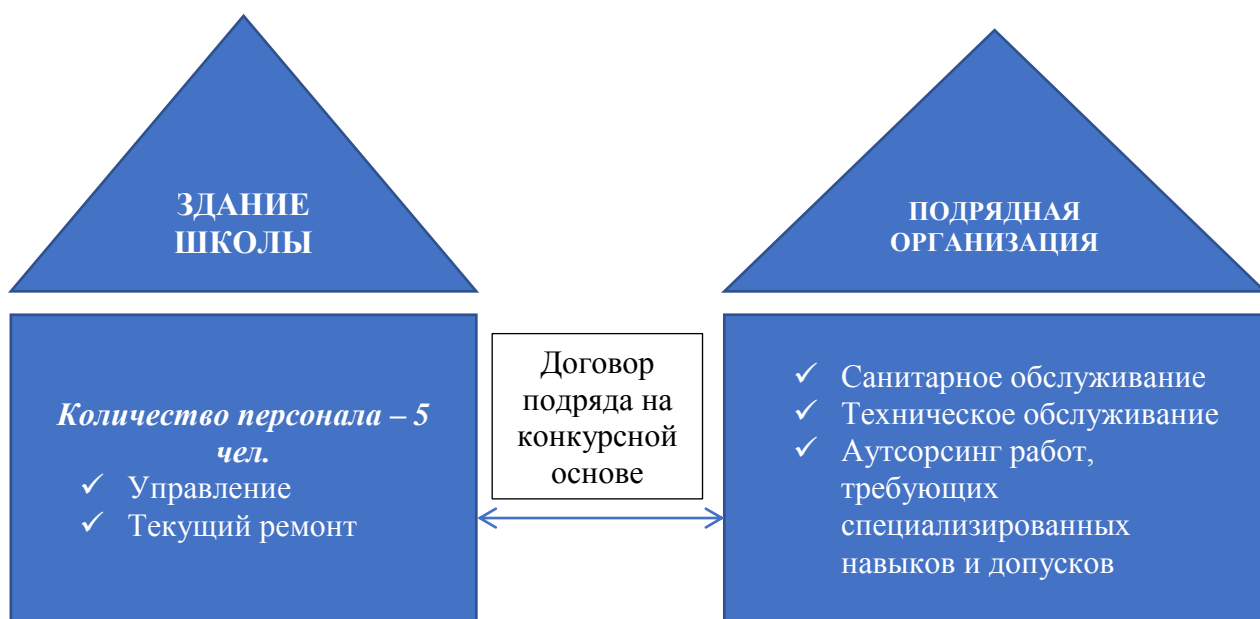 ЗДАНИЕ
ШКОЛЫ
ПОДРЯДНАЯ
ОРГАНИЗАЦИЯ
Количество персонала – 5
чел.
✓ Управление
✓ Текущий ремонт
Договор
подряда на
конкурсной
основе
✓ Санитарное обслуживание
✓ Техническое обслуживание
✓ Аутсорсинг работ,
требующих
специализированных
навыков и допусков